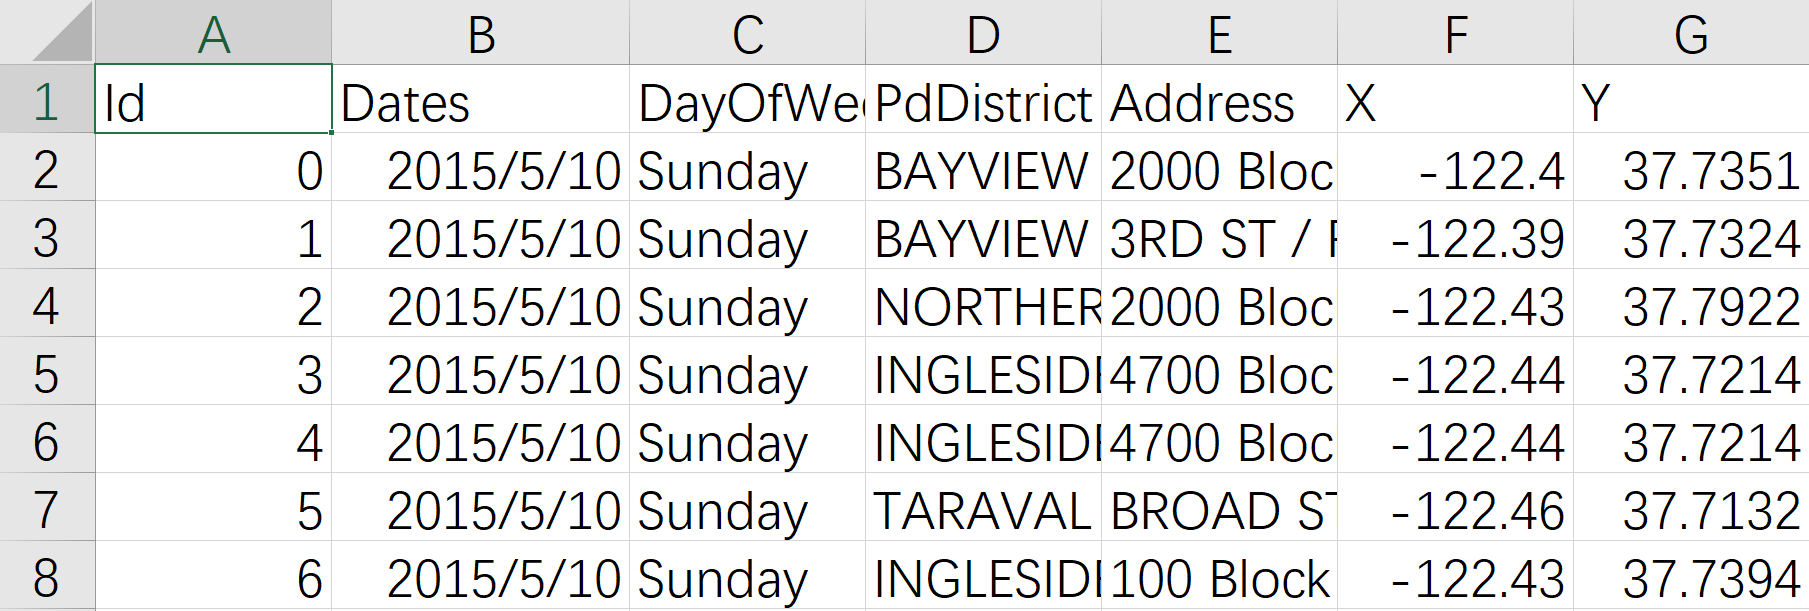 A B C D E F G
1 Id Dates DayOfWee PdDistrict Address X Y
2 0 2015/5/10 Sunday BAYVIEW 2000 Bloc -122.4 37.7351
3 1 2015/5/10 Sunday BAYVIEW 3RD ST / -122.39 37.7324
4 2 2015/5/10 Sunday NORTHER 2000 Bloc -122.43 37.7922
5 3 2015/5/10 Sunday INGLESIDE 4700 Bloc -122.44 37.7214
6 4 2015/5/10 Sunday INGLESIDE 4700 Bloc -122.44 37.7214
7 5 2015/5/10 Sunday TARAVAL BROAD ST -122.46 37.7132
8 6 2015/5/10 Sunday INGLESIDE 100 Block -122.43 37.7394